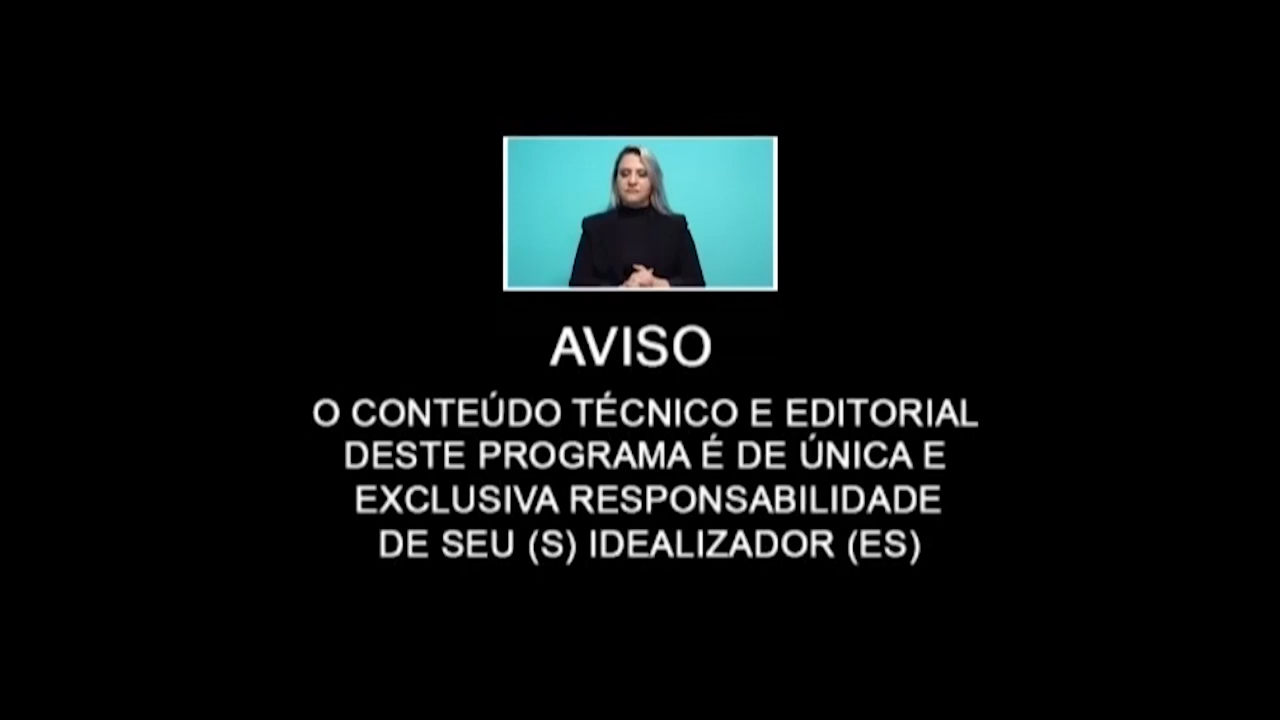 AVISO
O CONTEÚDO TÉCNICO E EDITORIAL
DESTE PROGRAMA É DE ÚNICA E
EXCLUSIVA RESPONSABILIDADE
DE SEU (S) IDEALIZADOR (ES)